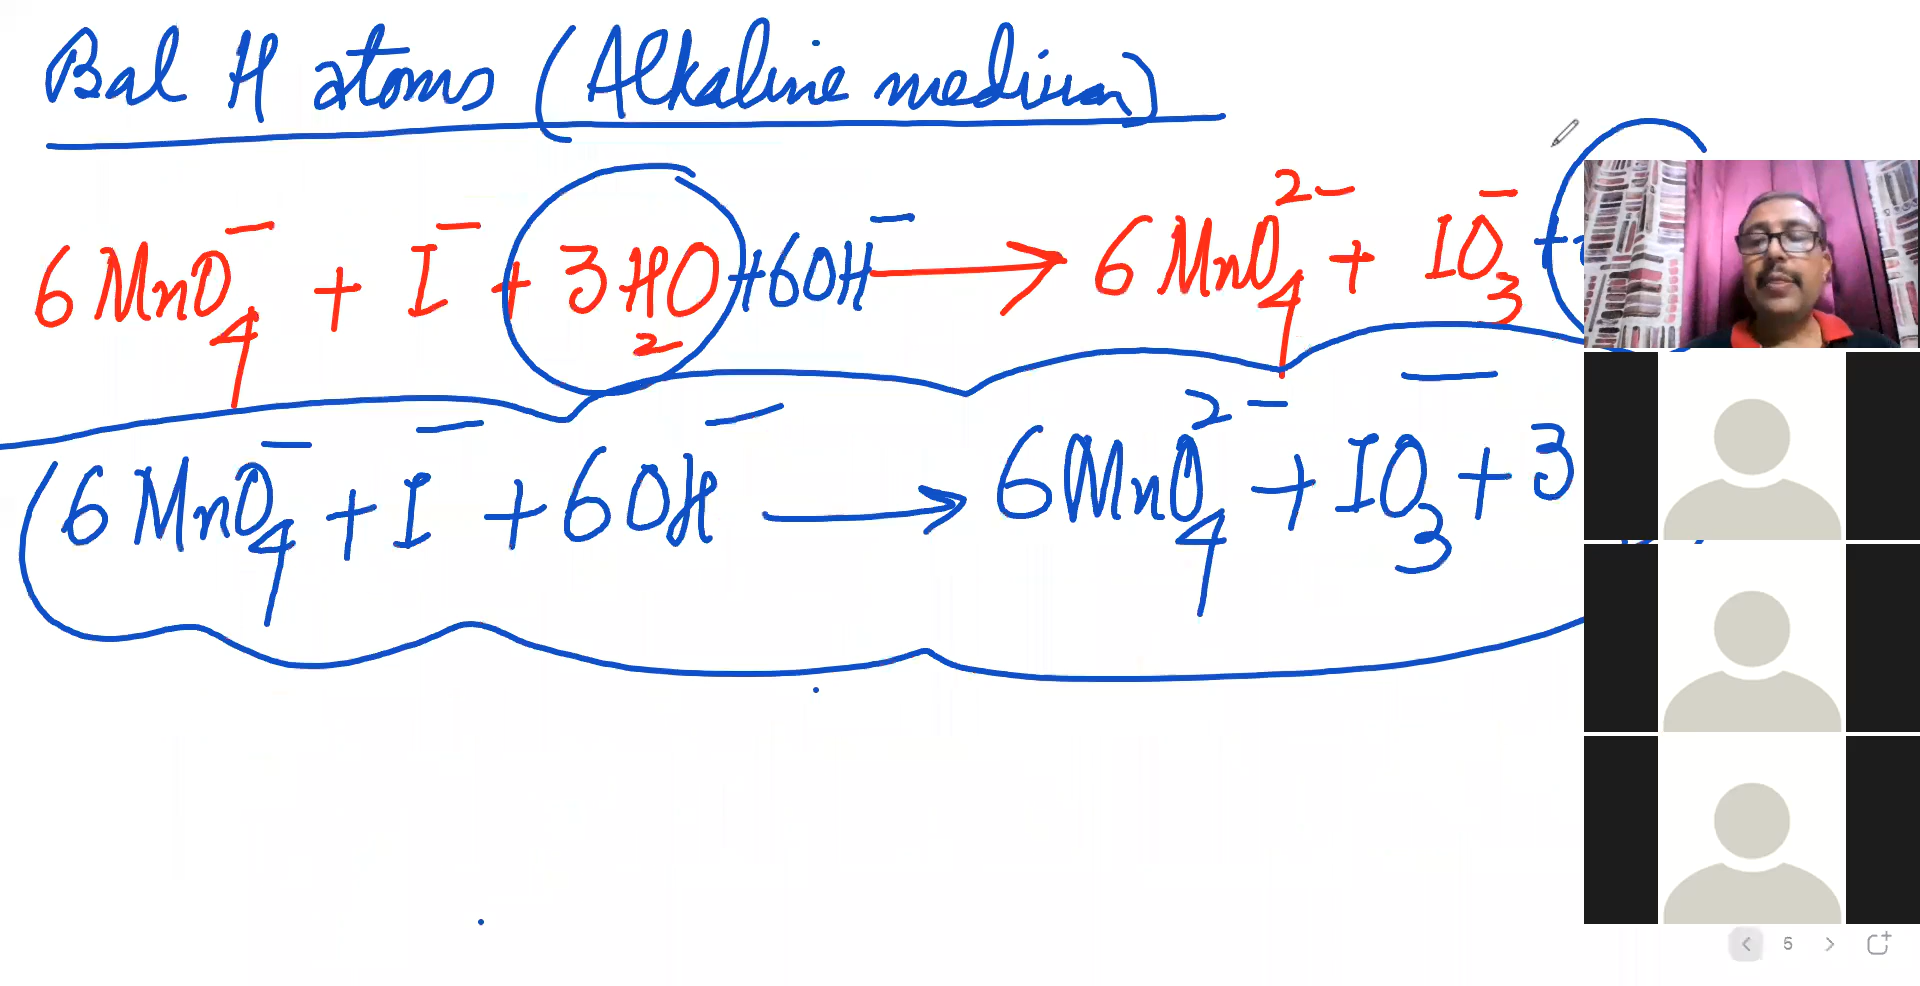 Bal H atoms (Alkaline medium)
6 MnO₄⁻ + I⁻ + 3H₂O + 6OH⁻ ⟶ 6 MnO₄²⁻ + IO₃⁻ +
6 MnO₄⁻ + I⁻ + 6OH⁻ ⟶ 6MnO₄²⁻ + IO₃⁻ + 3
5